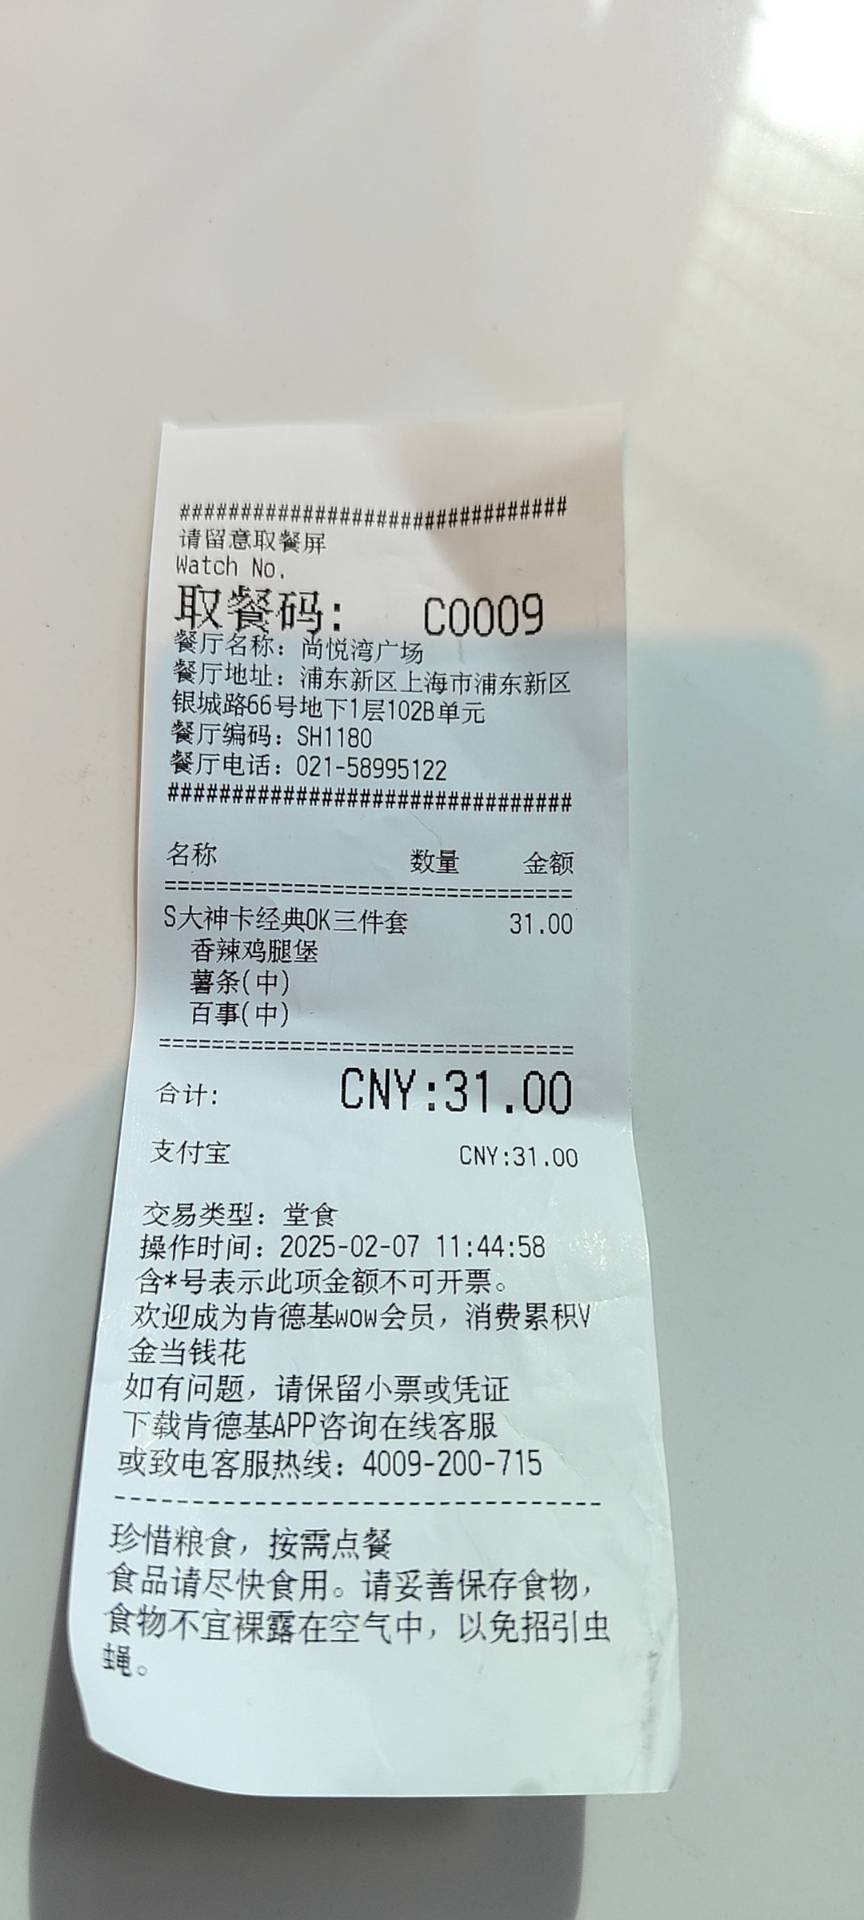 ################################
请留意取餐屏
Watch No.
取餐码: C0009
餐厅名称: 尚悦湾广场
餐厅地址: 浦东新区上海市浦东新区
银城路66号地下1层102B单元
餐厅编码: SH1180
餐厅电话: 021-58995122
################################
名称 数量 金额
================================
S大神卡经典OK三件套 31.00
香辣鸡腿堡
薯条(中)
百事(中)
================================
合计: CNY:31.00
支付宝 CNY:31.00
交易类型: 堂食
操作时间: 2025-02-07 11:44:58
含*号表示此项金额不可开票。
欢迎成为肯德基wow会员, 消费累积V
金当钱花
如有问题, 请保留小票或凭证
下载肯德基APP咨询在线客服
或致电客服热线: 4009-200-715
--------------------------------
珍惜粮食, 按需点餐
食品请尽快食用。请妥善保存食物,
食物不宜裸露在空气中, 以免招引虫
蝇。